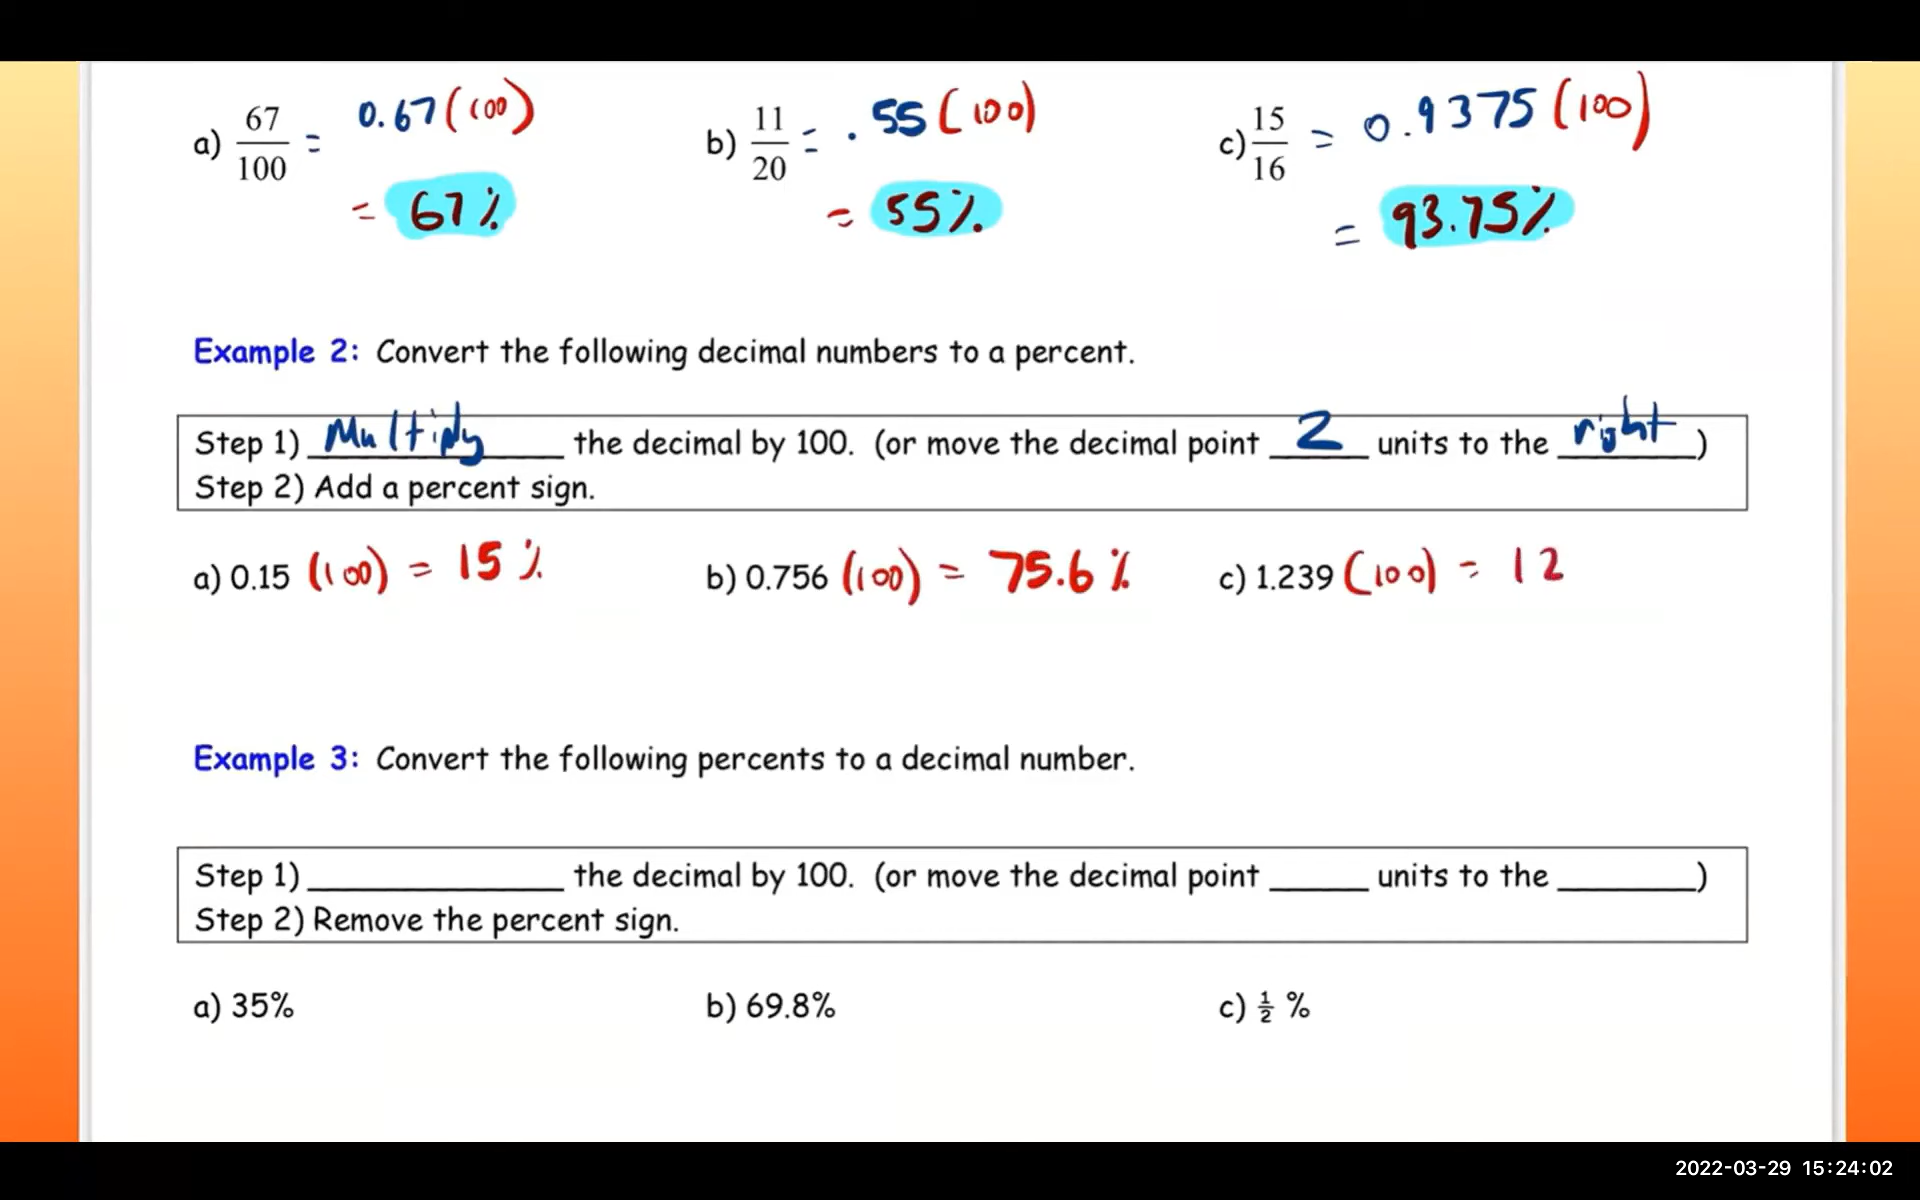 a) 67/100 = 0.67(100) b) 11/20 = .55(100) c) 15/16 = 0.9375(100)
= 67% = 55% = 93.75%
Example 2: Convert the following decimal numbers to a percent.
Step 1) Multiply the decimal by 100. (or move the decimal point 2 units to the right)
Step 2) Add a percent sign.
a) 0.15 (100) = 15% b) 0.756 (100) = 75.6% c) 1.239 (100) = 12
Example 3: Convert the following percents to a decimal number.
Step 1) ______________ the decimal by 100. (or move the decimal point _____ units to the _______)
Step 2) Remove the percent sign.
a) 35% b) 69.8% c) ½ %
2022-03-29 15:24:02